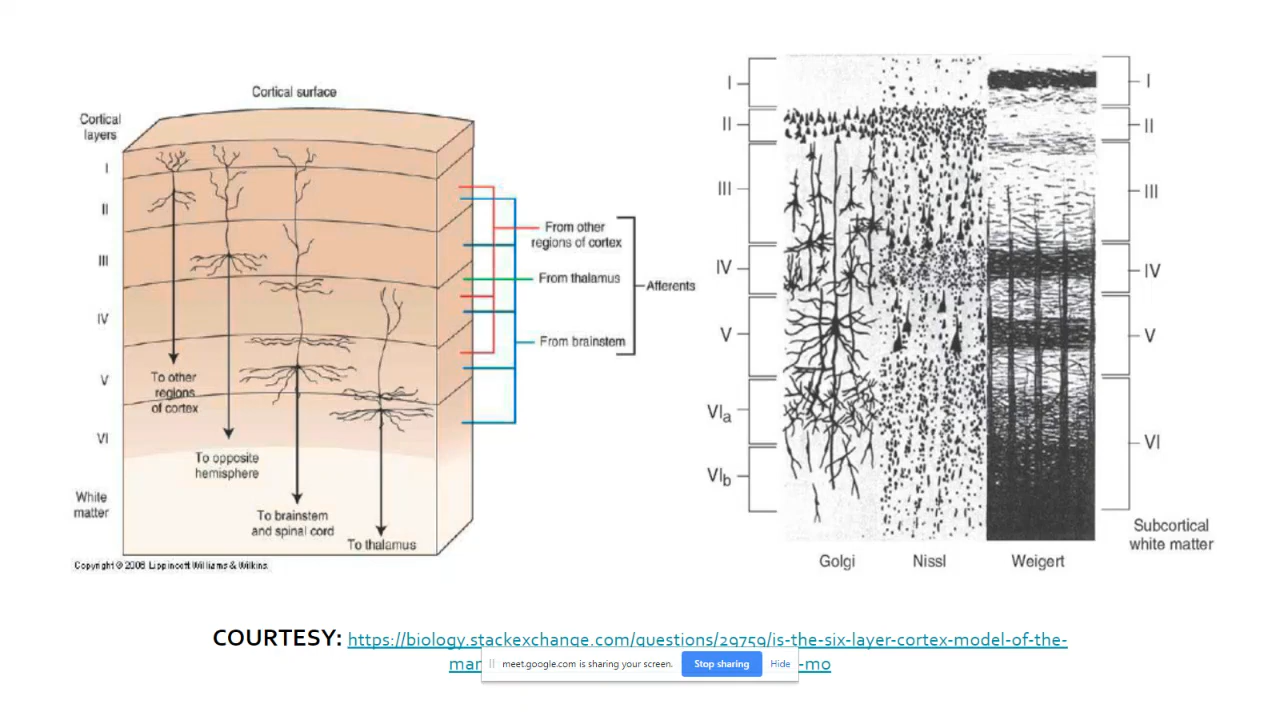 Cortical surface
Cortical
layers
I
II
III
IV
V
VI
White
matter
To other
regions
of cortex
To opposite
hemisphere
To brainstem
and spinal cord
To thalamus
From other
regions of cortex
From thalamus
From brainstem
Afferents
Copyright © 2008. Lippincott Williams & Wilkins.
I
II
III
IV
V
VIa
VIb
I
II
III
IV
V
VI
Subcortical
white matter
Golgi
Nissl
Weigert
COURTESY: https://biology.stackexchange.com/questions/29759/is-the-six-layer-cortex-model-of-the-
-mo
meet.google.com is sharing your screen.
Stop sharing
Hide